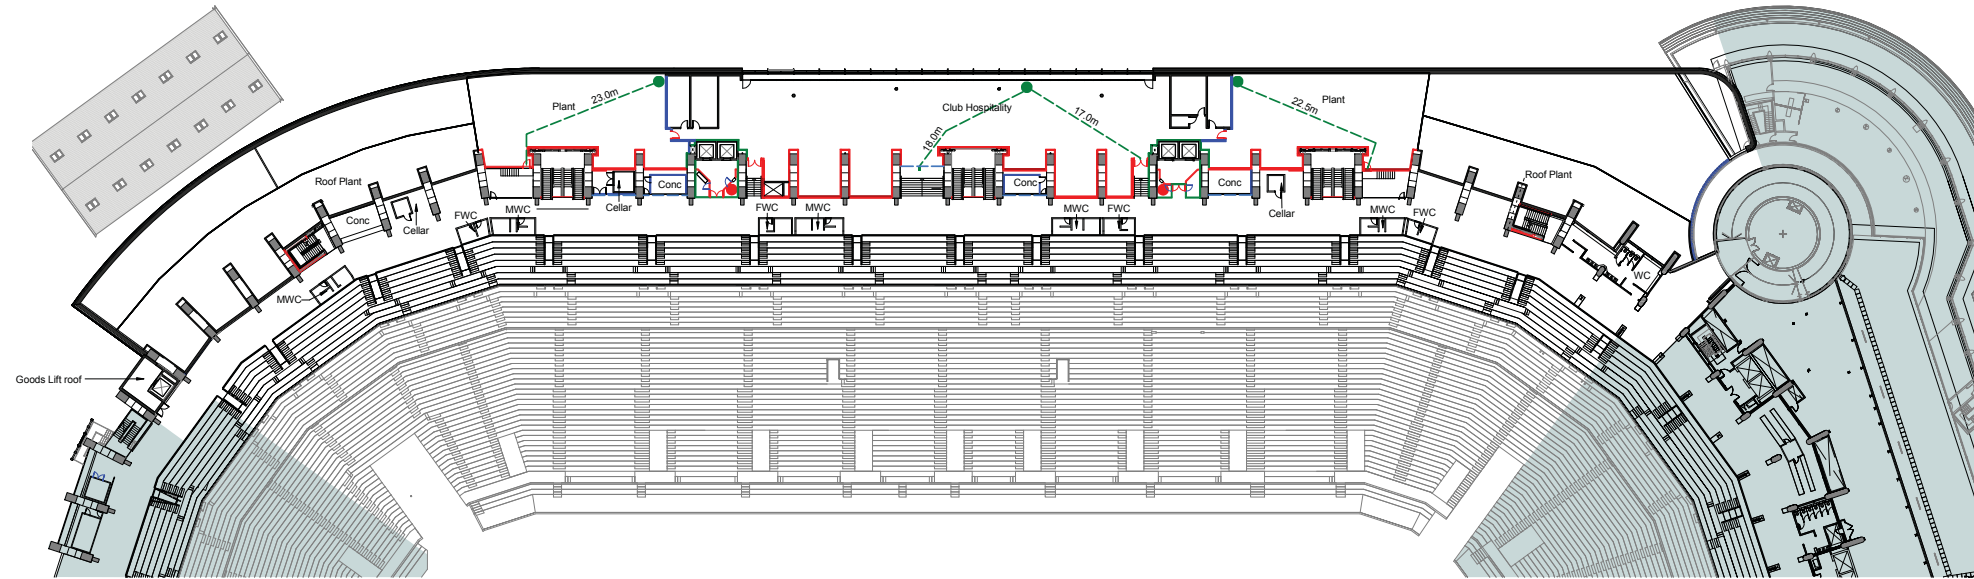 Plant
23.0m
Club Hospitality
18.0m
17.0m
22.5m
Plant
Roof Plant
Conc
Cellar
FWC
MWC
Conc
Cellar
FWC
MWC
Conc
MWC
FWC
Conc
Cellar
MWC
FWC
Roof Plant
WC
MWC
Goods Lift roof